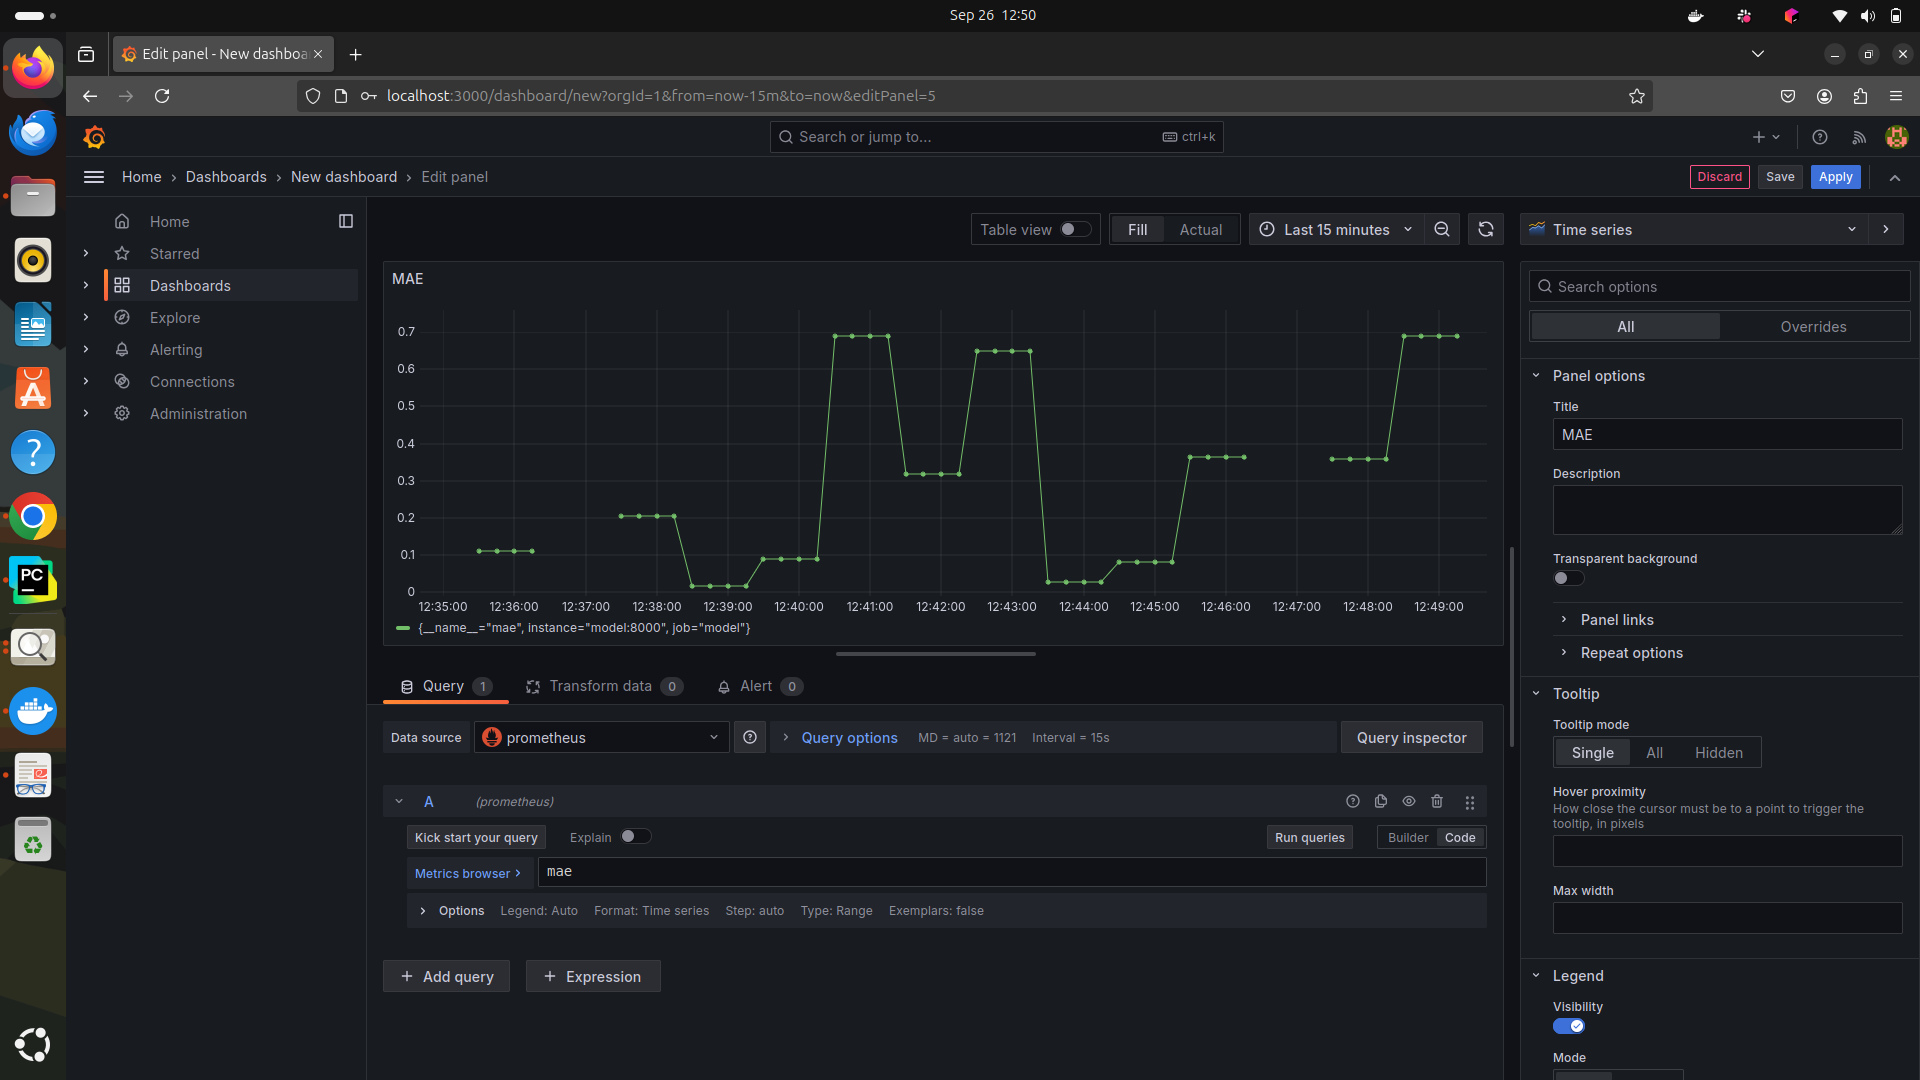 Sep 26 12:50
Edit panel - New dashboa
localhost:3000/dashboard/new?orgId=1&from=now-15m&to=now&editPanel=5
Search or jump to...
ctrl+k
Home › Dashboards › New dashboard › Edit panel
Discard
Save
Apply
Home
Starred
Dashboards
Explore
Alerting
Connections
Administration
Table view
Fill
Actual
Last 15 minutes
Time series
MAE
0.7
0.6
0.5
0.4
0.3
0.2
0.1
0
12:35:00 12:36:00 12:37:00 12:38:00 12:39:00 12:40:00 12:41:00 12:42:00 12:43:00 12:44:00 12:45:00 12:46:00 12:47:00 12:48:00 12:49:00
{__name__="mae", instance="model:8000", job="model"}
Query 1
Transform data 0
Alert 0
Data source
prometheus
Query options
MD = auto = 1121
Interval = 15s
Query inspector
A
(prometheus)
Kick start your query
Explain
Run queries
Builder
Code
Metrics browser >
mae
Options
Legend: Auto
Format: Time series
Step: auto
Type: Range
Exemplars: false
+ Add query
+ Expression
Search options
All
Overrides
Panel options
Title
MAE
Description
Transparent background
Panel links
Repeat options
Tooltip
Tooltip mode
Single
All
Hidden
Hover proximity
How close the cursor must be to a point to trigger the
tooltip, in pixels
Max width
Legend
Visibility
Mode
PC